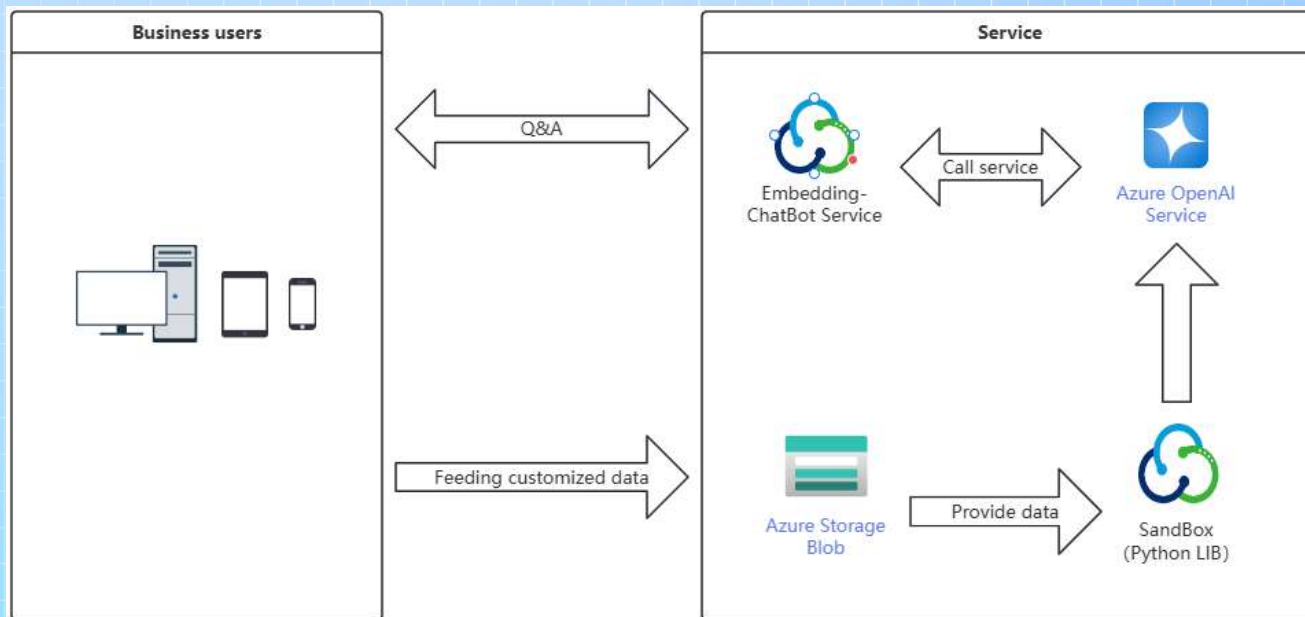 Business users
Service
Q&A
Embedding-
ChatBot Service
Call service
Azure OpenAI
Service
Feeding customized data
Azure Storage
Blob
Provide data
SandBox
(Python LIB)